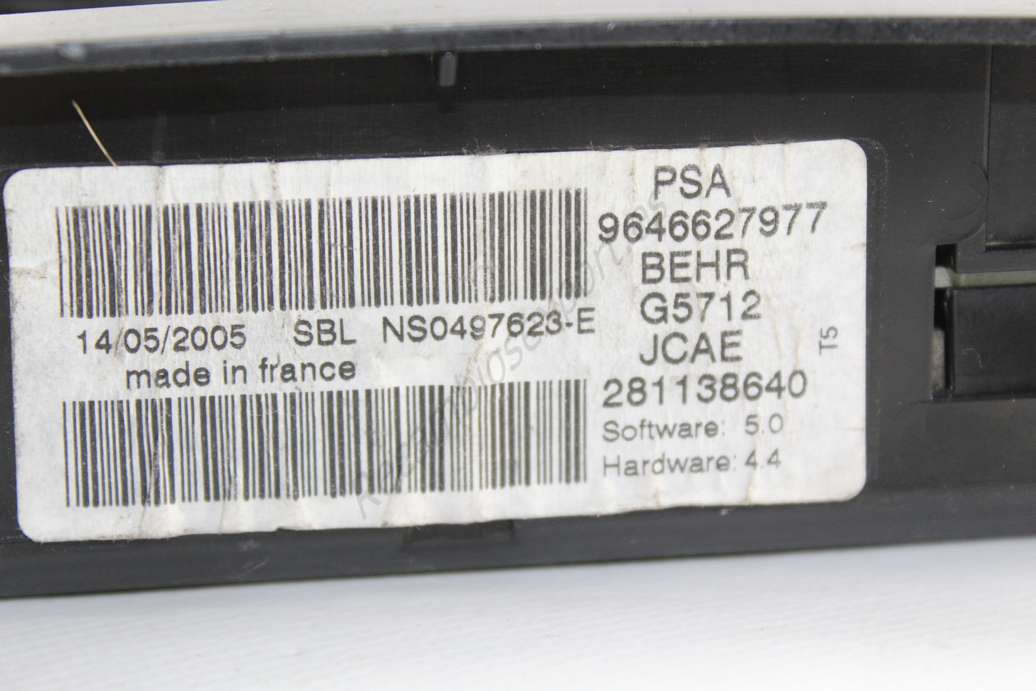 14/05/2005 SBL NS0497623-E
made in france
PSA
9646627977
BEHR
G5712
JCAE
281138640
Software: 5.0
Hardware: 4.4
T5